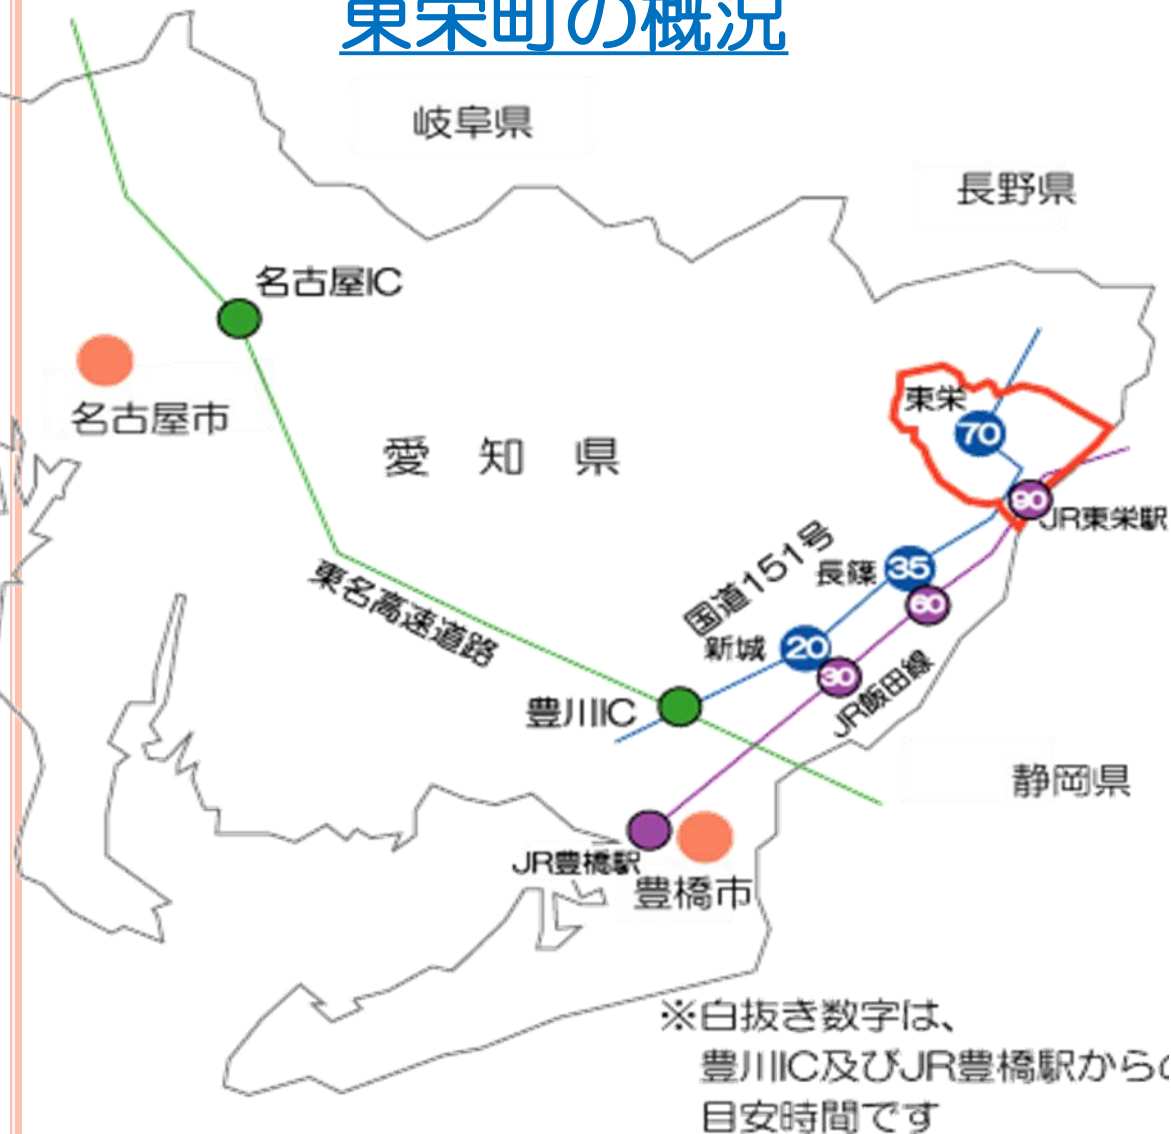 東栄町の概況
岐阜県
長野県
名古屋IC
名古屋市
愛 知 県
東栄
70
90
JR東栄駅
国道151号
長篠
35
60
東名高速道路
新城
20
30
JR飯田線
豊川IC
静岡県
JR豊橋駅
豊橋市
※白抜き数字は、
豊川IC及びJR豊橋駅からの
目安時間です